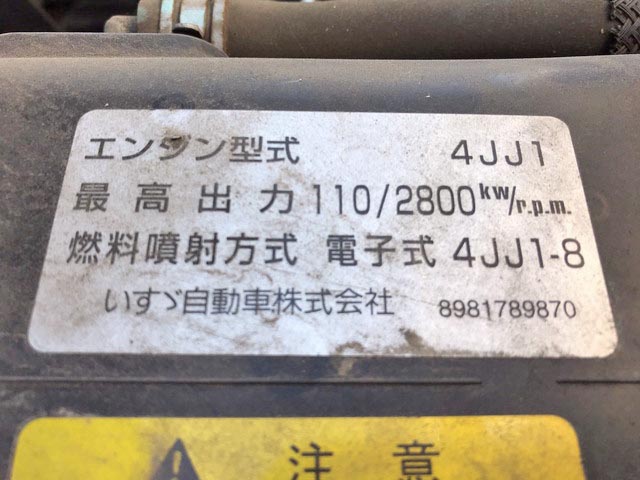 エンジン型式 4JJ1
最高出力 110/2800 kw/r.p.m.
燃料噴射方式 電子式 4JJ1-8
いすゞ自動車株式会社 8981789870
注意